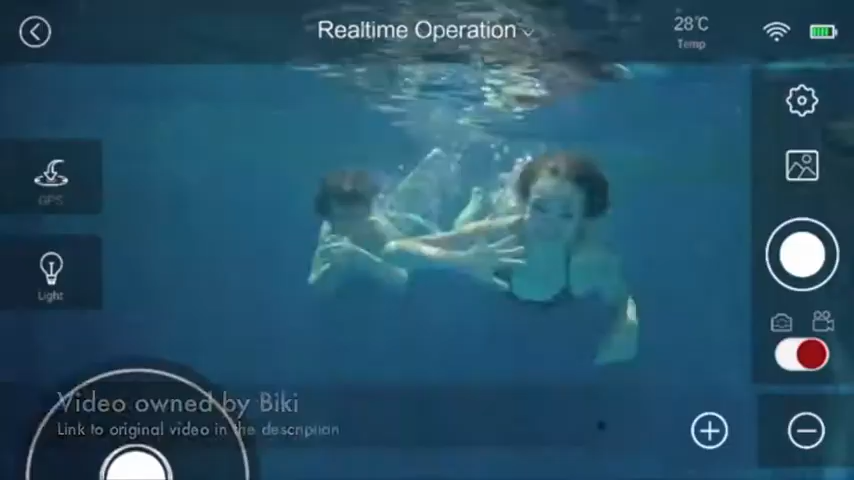 Realtime Operation
28°C
Temp
GPS
Light
Video owned by Biki
Link to original video in the description